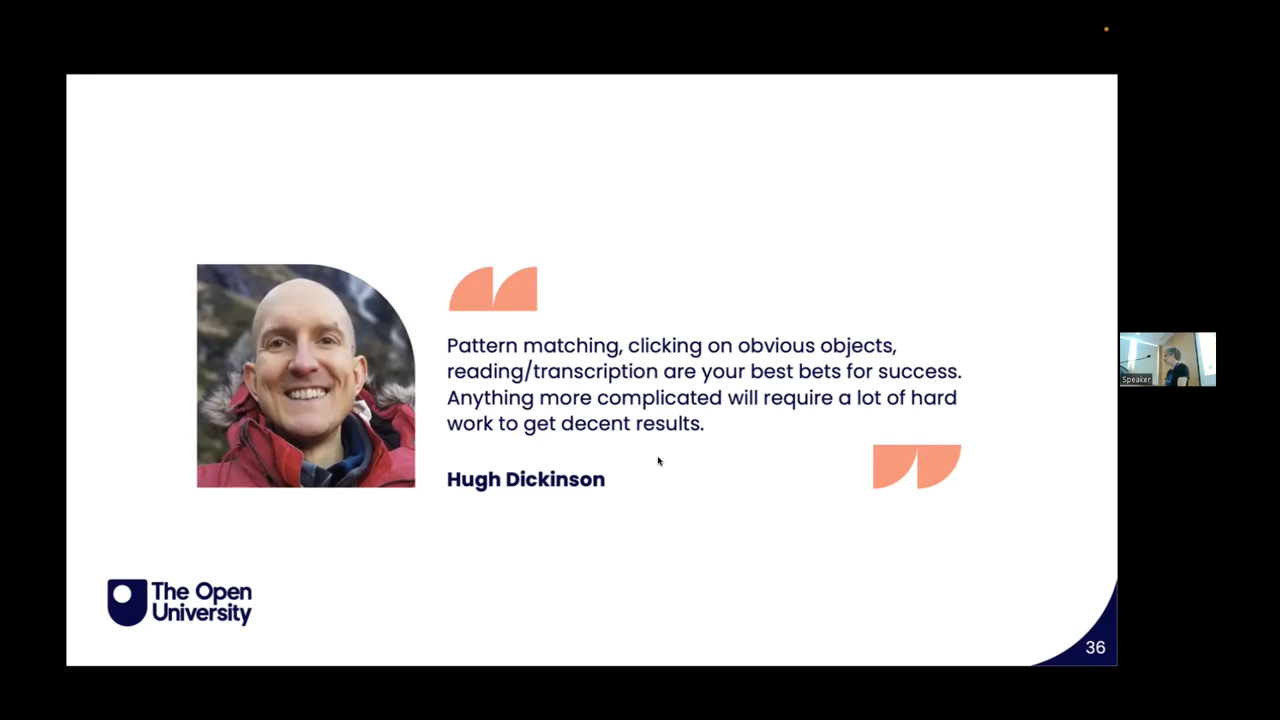 Pattern matching, clicking on obvious objects,
reading/transcription are your best bets for success.
Anything more complicated will require a lot of hard
work to get decent results.
Hugh Dickinson
Speaker
The Open
University
36